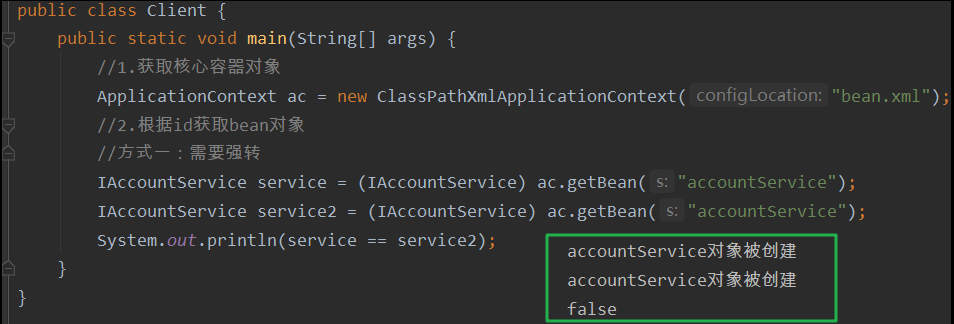 public class Client {
public static void main(String[] args) {
//1.获取核心容器对象
ApplicationContext ac = new ClassPathXmlApplicationContext( configLocation: "bean.xml");
//2.根据id获取bean对象
//方式一：需要强转
IAccountService service = (IAccountService) ac.getBean( s: "accountService");
IAccountService service2 = (IAccountService) ac.getBean( s: "accountService");
System.out.println(service == service2);
}
}
accountService对象被创建
accountService对象被创建
false